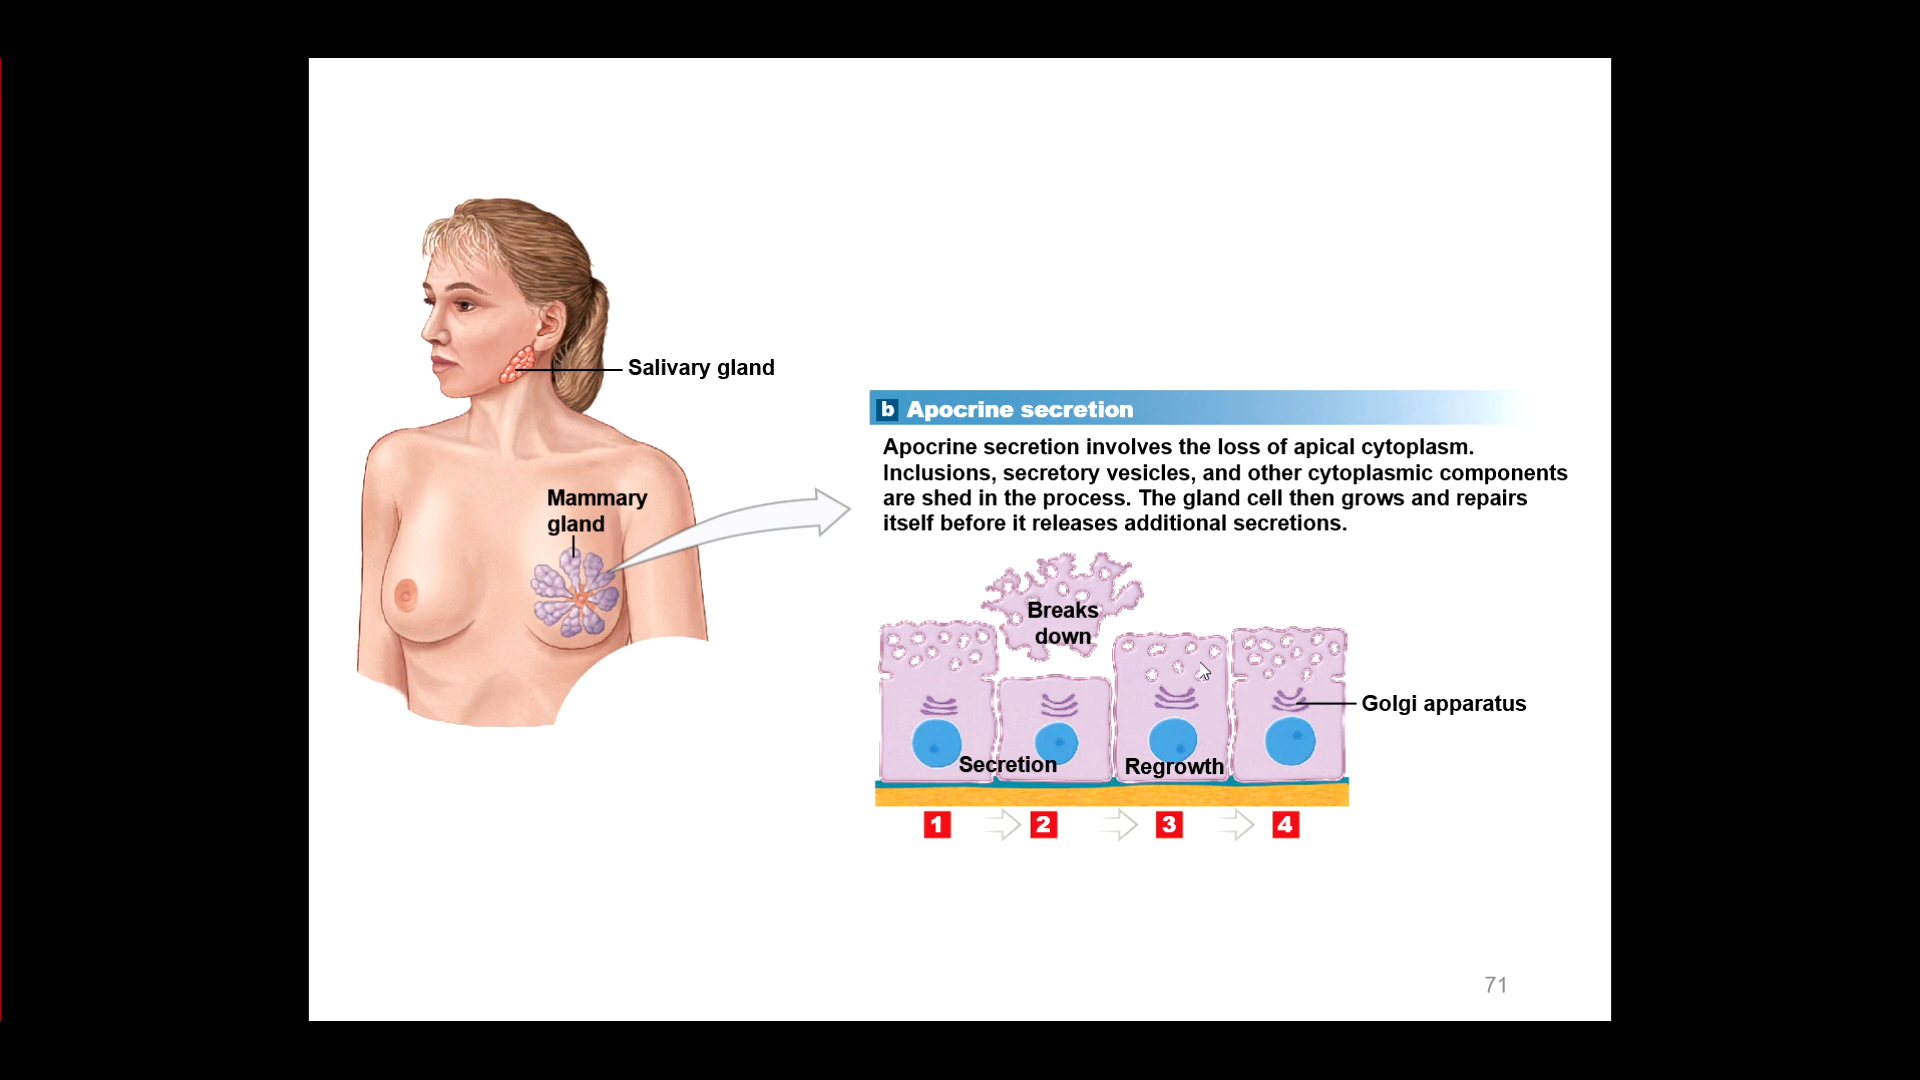 Salivary gland
Mammary
gland
b Apocrine secretion
Apocrine secretion involves the loss of apical cytoplasm.
Inclusions, secretory vesicles, and other cytoplasmic components
are shed in the process. The gland cell then grows and repairs
itself before it releases additional secretions.
Breaks
down
Golgi apparatus
Secretion
Regrowth
1 2 3 4
71